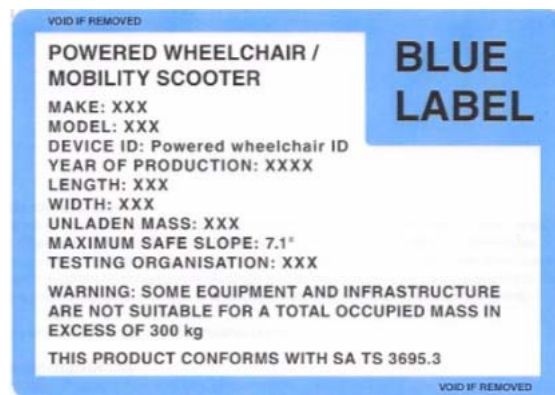 VOID IF REMOVED
POWERED WHEELCHAIR /
MOBILITY SCOOTER
BLUE
LABEL
MAKE: XXX
MODEL: XXX
DEVICE ID: Powered wheelchair ID
YEAR OF PRODUCTION: XXXX
LENGTH: XXX
WIDTH: XXX
UNLADEN MASS: XXX
MAXIMUM SAFE SLOPE: 7.1°
TESTING ORGANISATION: XXX
WARNING: SOME EQUIPMENT AND INFRASTRUCTURE
ARE NOT SUITABLE FOR A TOTAL OCCUPIED MASS IN
EXCESS OF 300 kg
THIS PRODUCT CONFORMS WITH SA TS 3695.3
VOID IF REMOVED